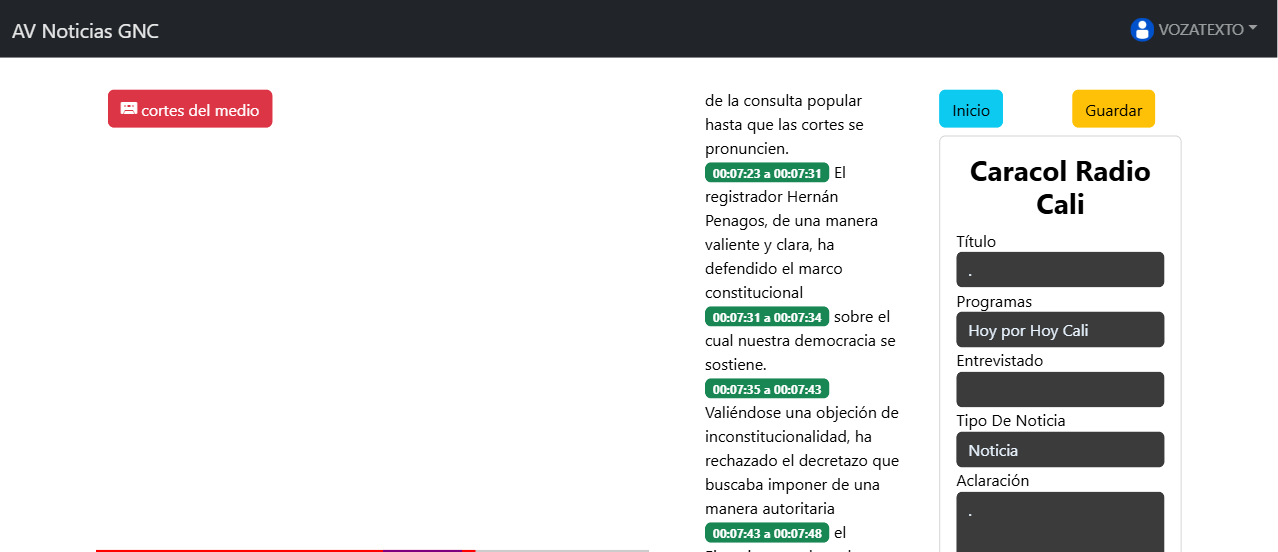 AV Noticias GNC
VOZATEXTO
cortes del medio
de la consulta popular
hasta que las cortes se
pronuncien.
00:07:23 a 00:07:31 El
registrador Hernán
Penagos, de una manera
valiente y clara, ha
defendido el marco
constitucional
00:07:31 a 00:07:34 sobre el
cual nuestra democracia se
sostiene.
00:07:35 a 00:07:43
Valiéndose una objeción de
inconstitucionalidad, ha
rechazado el decretazo que
buscaba imponer de una
manera autoritaria
00:07:43 a 00:07:48 el
Inicio
Guardar
Caracol Radio
Cali
Título
.
Programas
Hoy por Hoy Cali
Entrevistado
Tipo De Noticia
Noticia
Aclaración
.